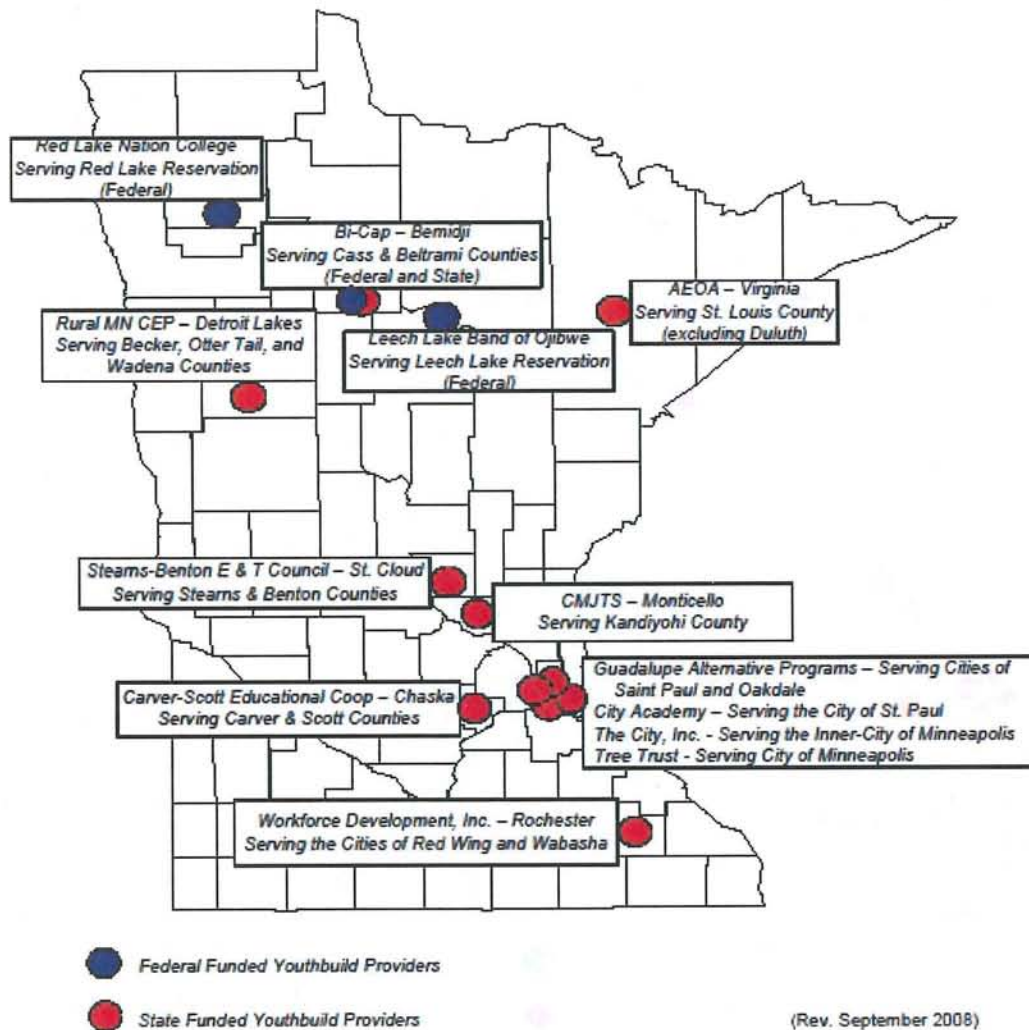 Red Lake Nation College
Serving Red Lake Reservation
(Federal)
Bi-Cap – Bemidji
Serving Cass & Beltrami Counties
(Federal and State)
AEOA – Virginia
Serving St. Louis County
(excluding Duluth)
Rural MN CEP – Detroit Lakes
Serving Becker, Otter Tail, and
Wadena Counties
Leech Lake Band of Ojibwe
Serving Leech Lake Reservation
(Federal)
Stearns-Benton E & T Council – St. Cloud
Serving Stearns & Benton Counties
CMJTS – Monticello
Serving Kandiyohi County
Guadalupe Alternative Programs – Serving Cities of
Saint Paul and Oakdale
City Academy – Serving the City of St. Paul
The City, Inc. - Serving the Inner-City of Minneapolis
Tree Trust - Serving City of Minneapolis
Carver-Scott Educational Coop – Chaska
Serving Carver & Scott Counties
Workforce Development, Inc. – Rochester
Serving the Cities of Red Wing and Wabasha
Federal Funded Youthbuild Providers
State Funded Youthbuild Providers
(Rev. September 2008)